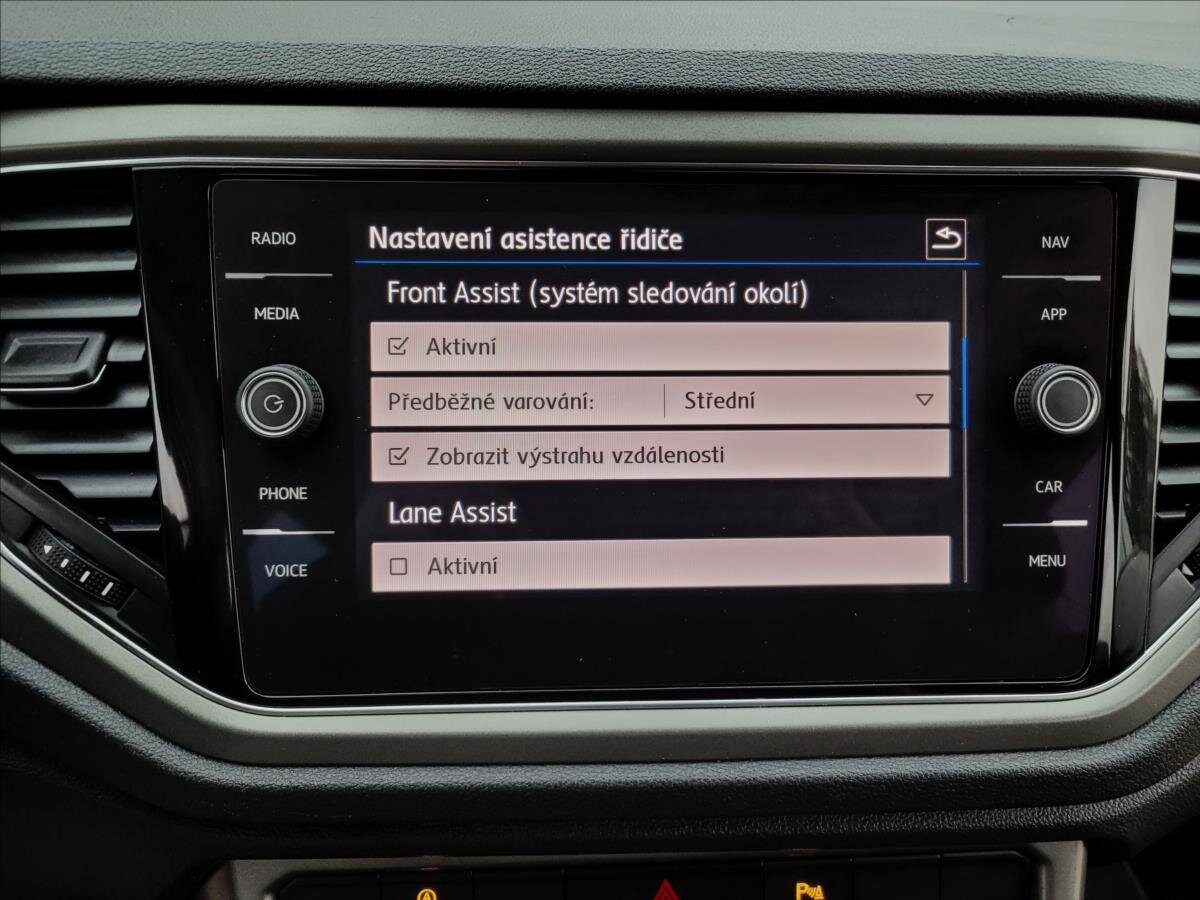 RADIO
MEDIA
PHONE
VOICE
Nastavení asistence řidiče
Front Assist (systém sledování okolí)
Aktivní
Předběžné varování: Střední
Zobrazit výstrahu vzdálenosti
Lane Assist
Aktivní
NAV
APP
CAR
MENU
A
P